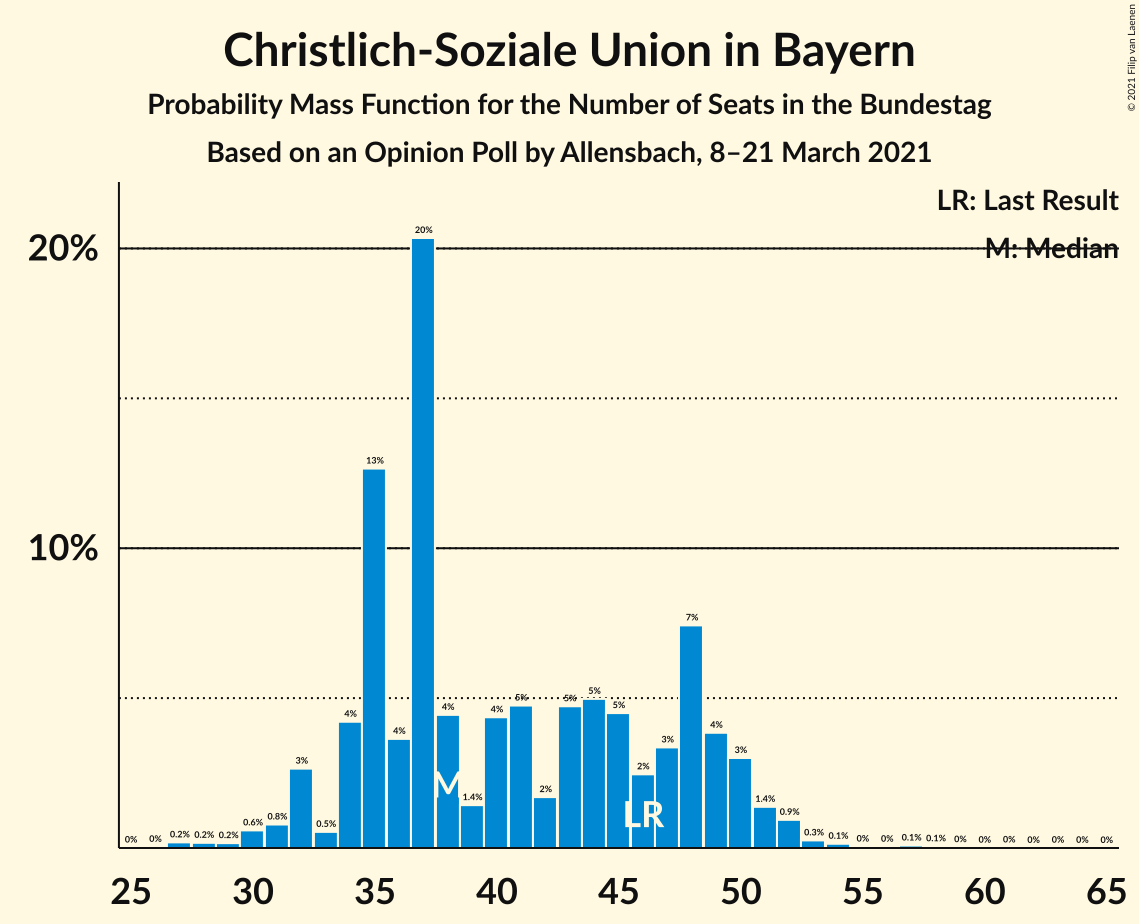 Christlich-Soziale Union in Bayern
Probability Mass Function for the Number of Seats in the Bundestag
Based on an Opinion Poll by Allensbach, 8–21 March 2021
© 2021 Filip van Laenen
LR: Last Result
M: Median
20%
10%
0% 0% 0.2% 0.2% 0.2% 0.6% 0.8% 3% 0.5% 4% 13% 4% 20% 4% 1.4% 4% 5% 2% 5% 5% 5% 2% 3% 7% 4% 3% 1.4% 0.9% 0.3% 0.1% 0% 0% 0.1% 0.1% 0% 0% 0% 0% 0% 0% 0%
M
LR
25 30 35 40 45 50 55 60 65